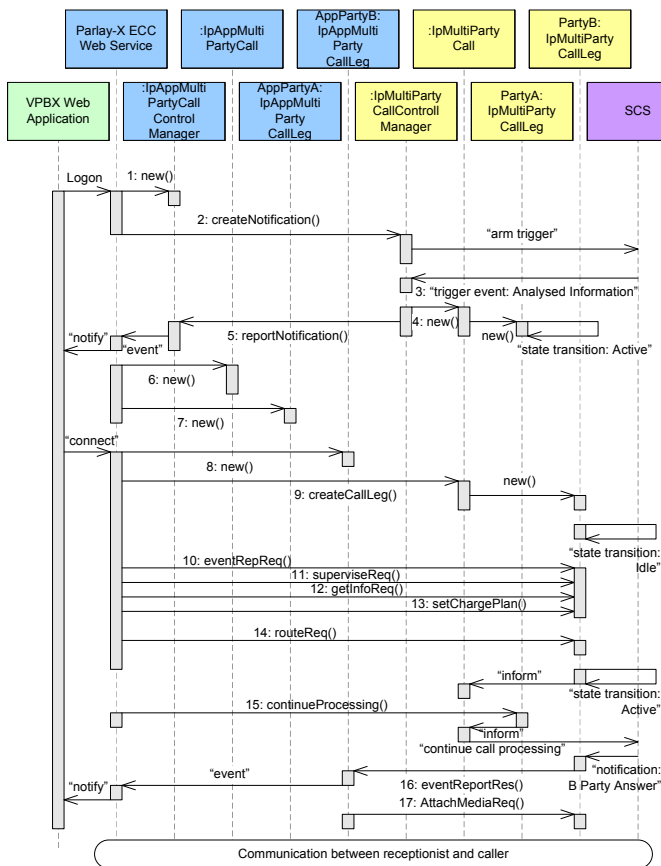 Parlay-X ECC
Web Service
:IpAppMulti
PartyCall
AppPartyB:
IpAppMulti
Party
CallLeg
:IpMultiParty
Call
PartyB:
IpMultiParty
CallLeg
VPBX Web
Application
:IpAppMulti
PartyCall
Control
Manager
AppPartyA:
IpAppMulti
Party
CallLeg
:IpMultiParty
CallControll
Manager
PartyA:
IpMultiParty
CallLeg
SCS
Logon
1: new()
2: createNotification()
“arm trigger”
3: “trigger event: Analysed Information”
4: new()
new()
5: reportNotification()
“notify”
“event”
“state transition: Active”
6: new()
7: new()
“connect”
8: new()
9: createCallLeg()
new()
“state transition:
Idle”
10: eventRepReq()
11: superviseReq()
12: getInfoReq()
13: setChargePlan()
14: routeReq()
“inform”
“state transition:
Active”
15: continueProcessing()
“inform”
“continue call processing”
“notification:
B Party Answer”
“event”
16: eventReportRes()
“notify”
17: AttachMediaReq()
Communication between receptionist and caller